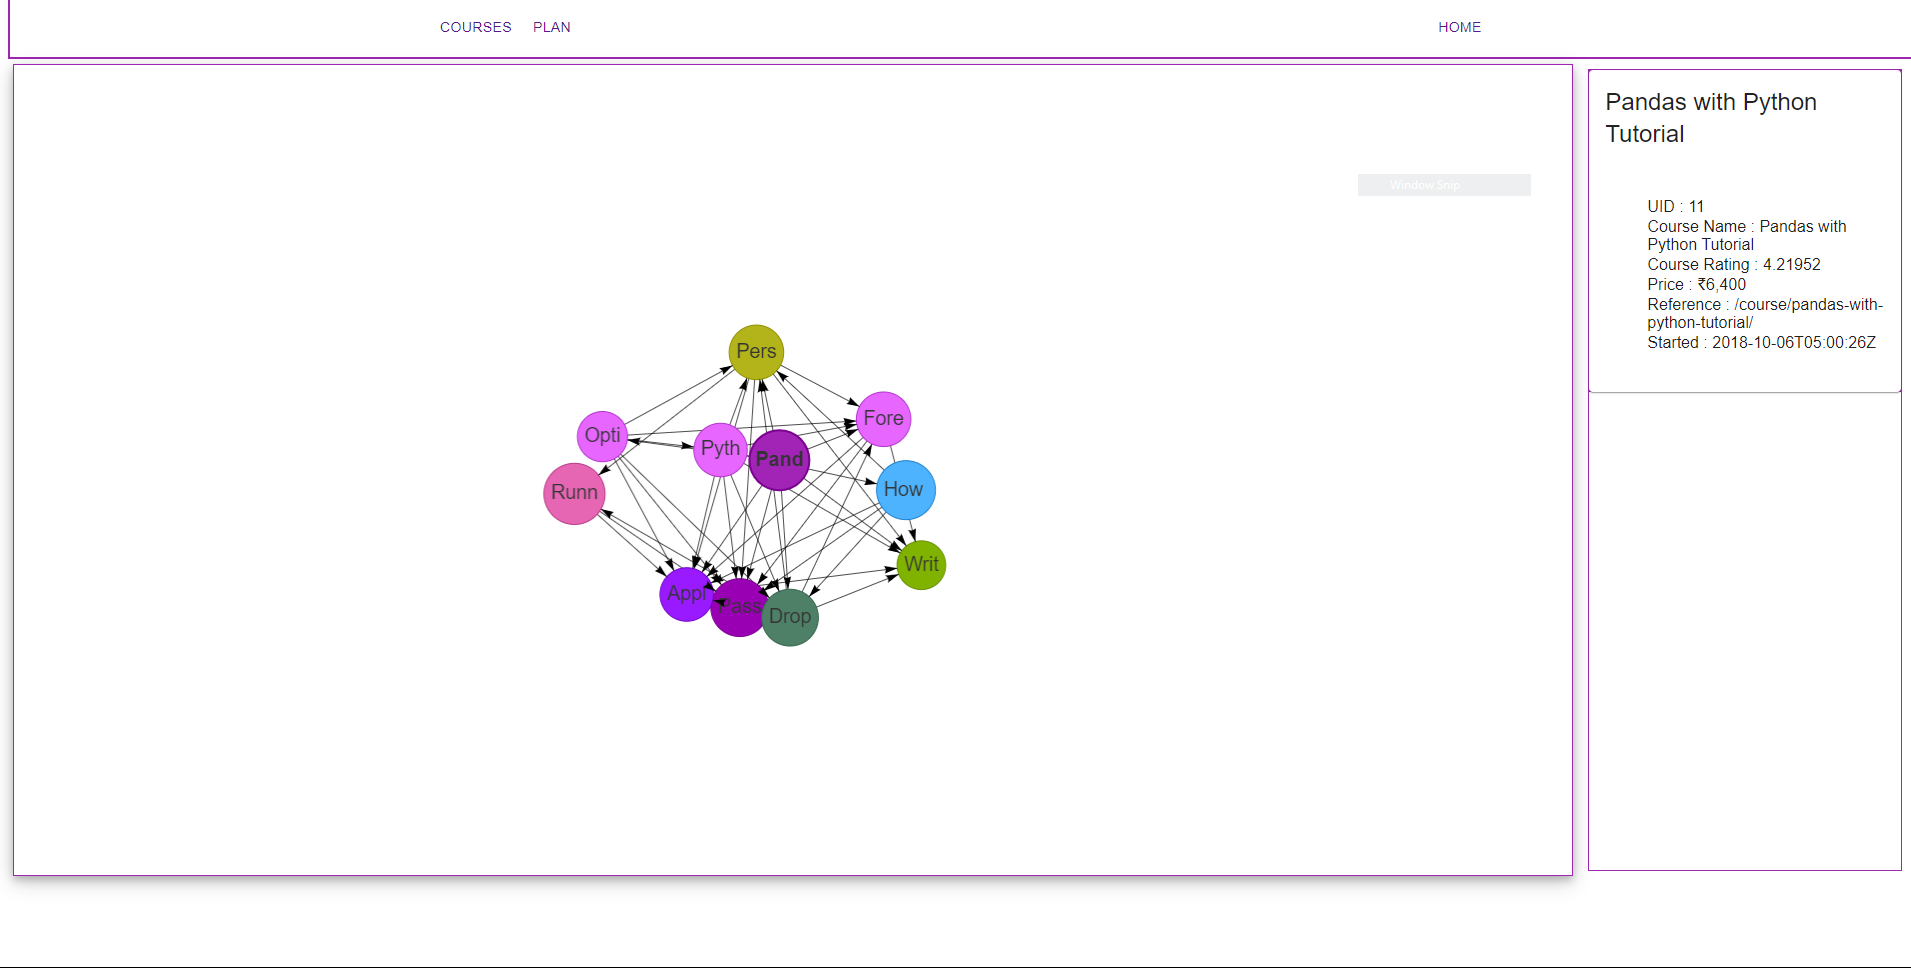 COURSES PLAN HOME
Pandas with Python
Tutorial
Window Snip
UID : 11
Course Name : Pandas with
Python Tutorial
Course Rating : 4.21952
Price : ₹6,400
Reference : /course/pandas-with-
python-tutorial/
Started : 2018-10-06T05:00:26Z
Pers
Fore
Opti
Pyth
Pand
Runn
How
Writ
Appl
Pass
Drop